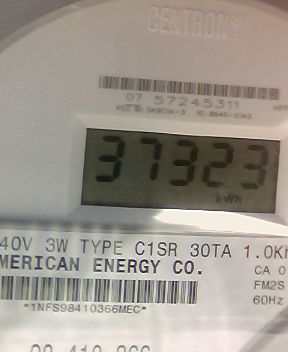 CENTRON®
07 57245311
37323
kWh
40V 3W TYPE C1SR 30TA 1.0K
MERICAN ENERGY CO.
CA 0
FM2S
60Hz
*1NFS98410366MEC*